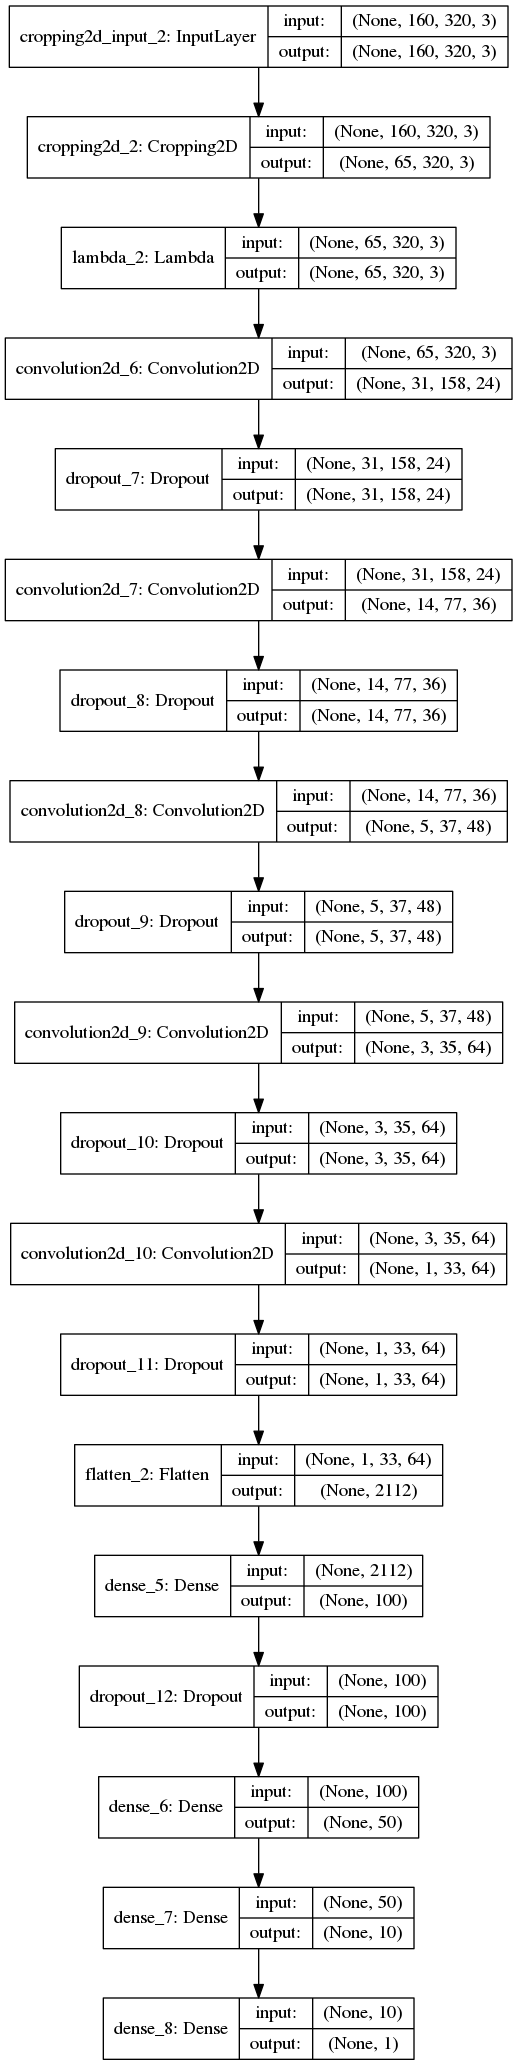 cropping2d_input_2: InputLayer
input: (None, 160, 320, 3)
output: (None, 160, 320, 3)
cropping2d_2: Cropping2D
input: (None, 160, 320, 3)
output: (None, 65, 320, 3)
lambda_2: Lambda
input: (None, 65, 320, 3)
output: (None, 65, 320, 3)
convolution2d_6: Convolution2D
input: (None, 65, 320, 3)
output: (None, 31, 158, 24)
dropout_7: Dropout
input: (None, 31, 158, 24)
output: (None, 31, 158, 24)
convolution2d_7: Convolution2D
input: (None, 31, 158, 24)
output: (None, 14, 77, 36)
dropout_8: Dropout
input: (None, 14, 77, 36)
output: (None, 14, 77, 36)
convolution2d_8: Convolution2D
input: (None, 14, 77, 36)
output: (None, 5, 37, 48)
dropout_9: Dropout
input: (None, 5, 37, 48)
output: (None, 5, 37, 48)
convolution2d_9: Convolution2D
input: (None, 5, 37, 48)
output: (None, 3, 35, 64)
dropout_10: Dropout
input: (None, 3, 35, 64)
output: (None, 3, 35, 64)
convolution2d_10: Convolution2D
input: (None, 3, 35, 64)
output: (None, 1, 33, 64)
dropout_11: Dropout
input: (None, 1, 33, 64)
output: (None, 1, 33, 64)
flatten_2: Flatten
input: (None, 1, 33, 64)
output: (None, 2112)
dense_5: Dense
input: (None, 2112)
output: (None, 100)
dropout_12: Dropout
input: (None, 100)
output: (None, 100)
dense_6: Dense
input: (None, 100)
output: (None, 50)
dense_7: Dense
input: (None, 50)
output: (None, 10)
dense_8: Dense
input: (None, 10)
output: (None, 1)